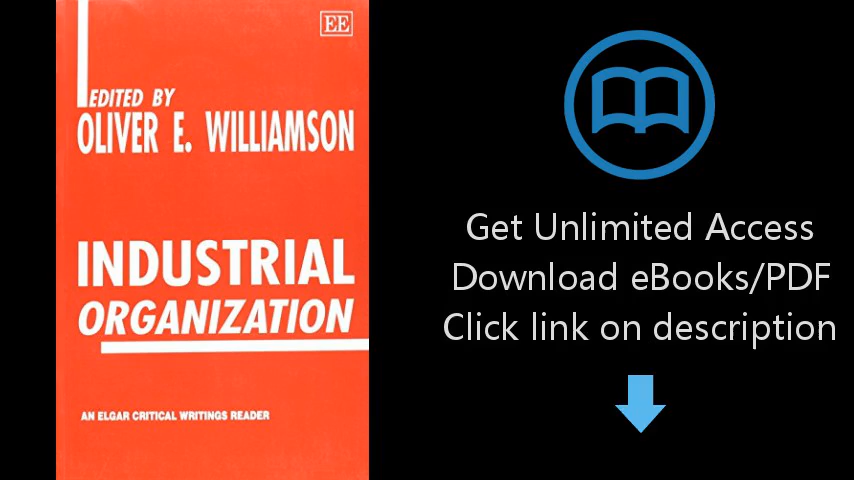 EE
EDITED BY
OLIVER E. WILLIAMSON
INDUSTRIAL
ORGANIZATION
AN ELGAR CRITICAL WRITINGS READER
Get Unlimited Access
Download eBooks/PDF
Click link on description